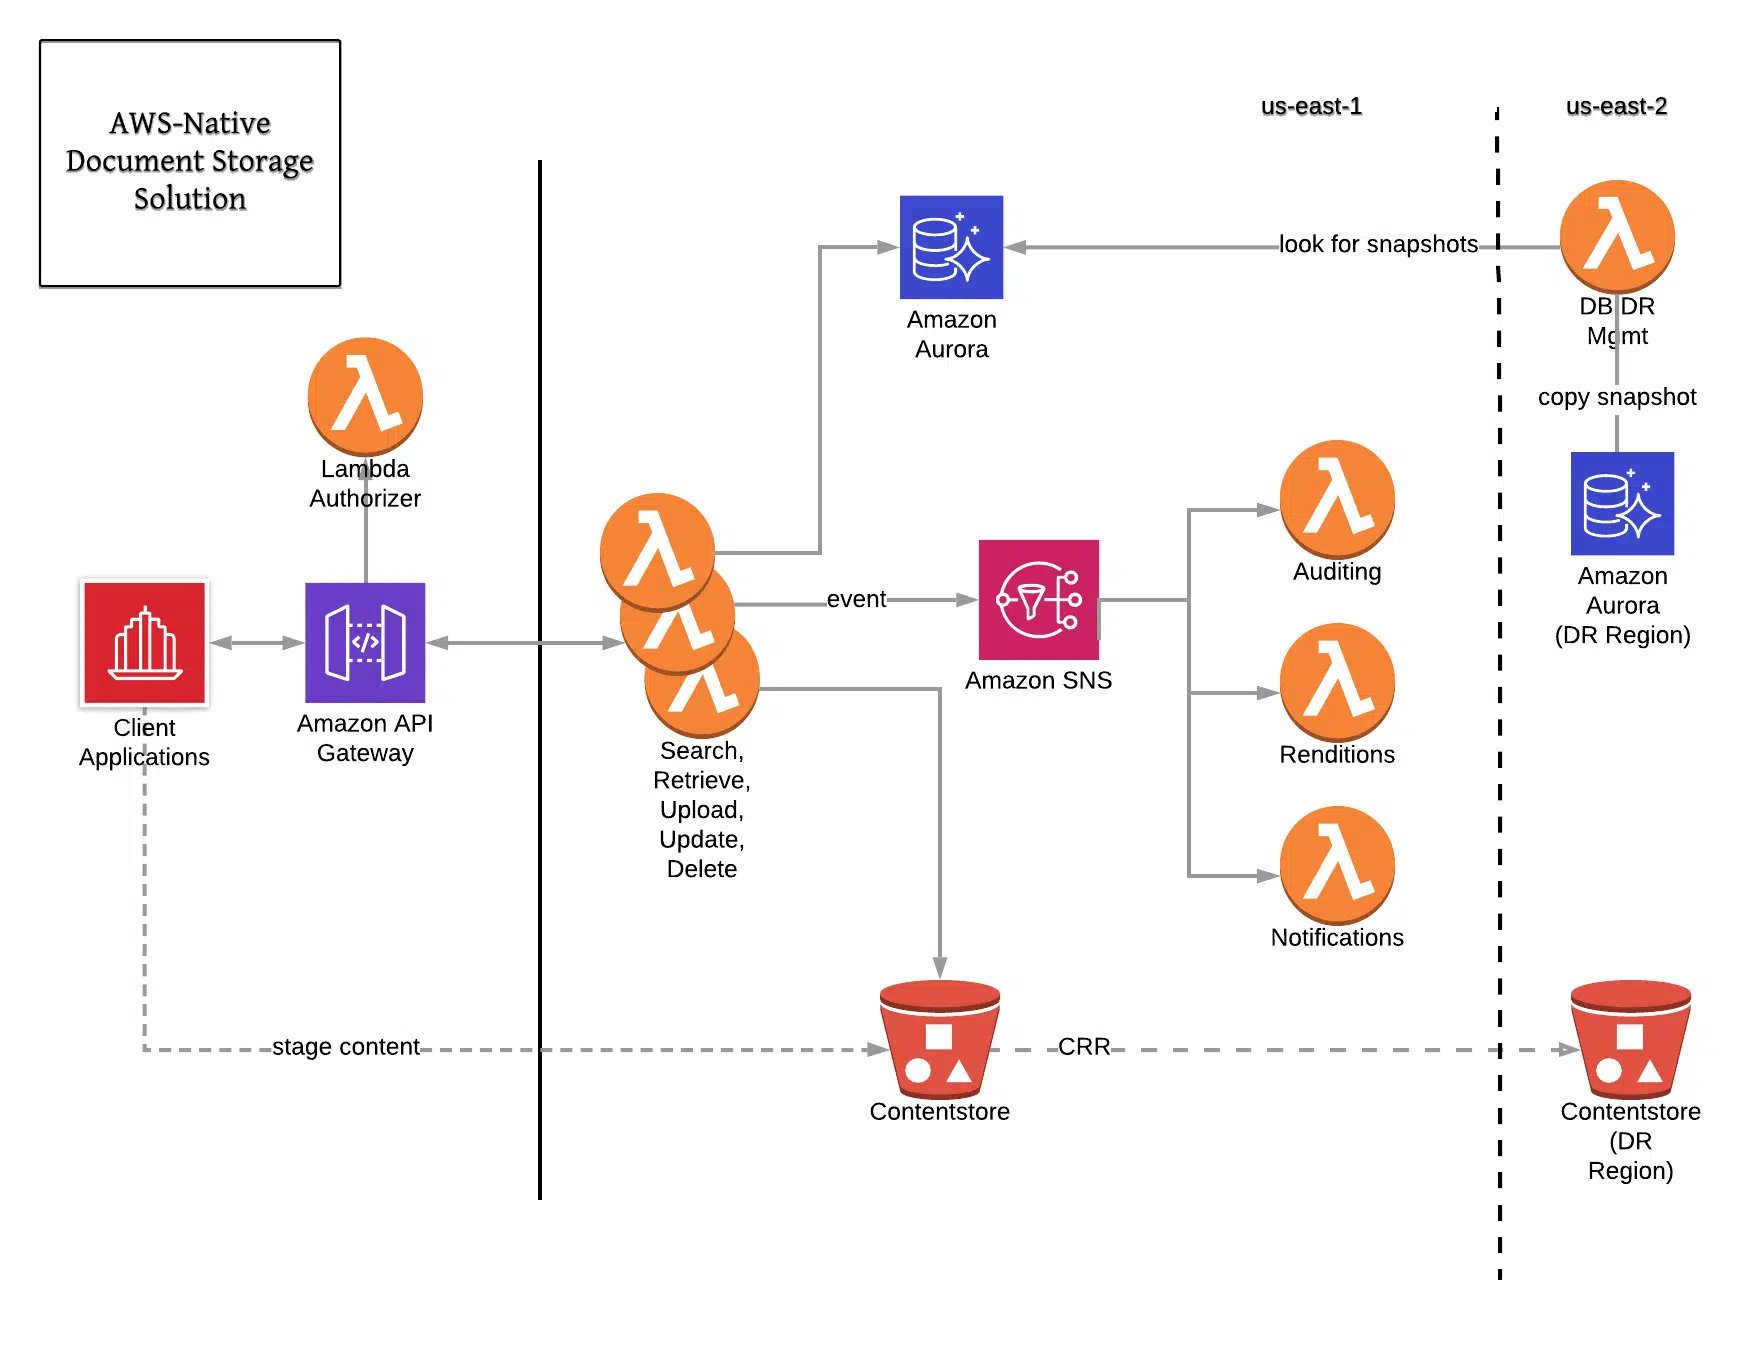 AWS-Native
Document Storage
Solution
us-east-1
us-east-2
look for snapshots
DB DR
Mgmt
Amazon
Aurora
copy snapshot
Lambda
Authorizer
Auditing
Amazon
Aurora
(DR Region)
event
Amazon SNS
Client
Applications
Amazon API
Gateway
Search,
Retrieve,
Upload,
Update,
Delete
Renditions
Notifications
stage content
CRR
Contentstore
Contentstore
(DR
Region)